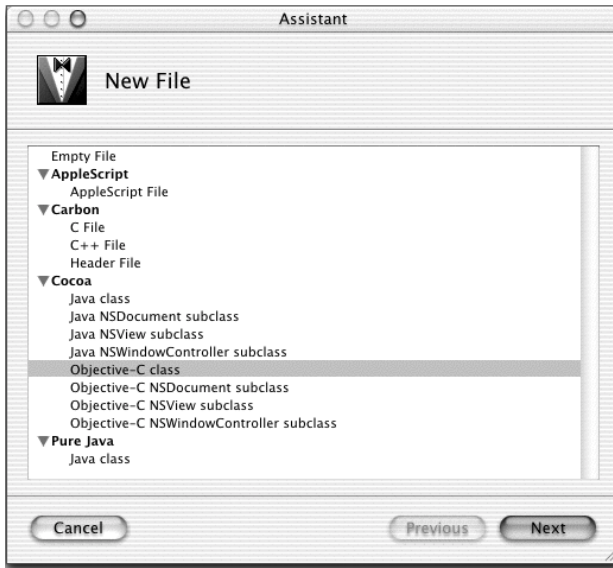 Assistant
New File
Empty File
AppleScript
AppleScript File
Carbon
C File
C++ File
Header File
Cocoa
Java class
Java NSDocument subclass
Java NSView subclass
Java NSWindowController subclass
Objective-C class
Objective-C NSDocument subclass
Objective-C NSView subclass
Objective-C NSWindowController subclass
Pure Java
Java class
Cancel
Previous
Next